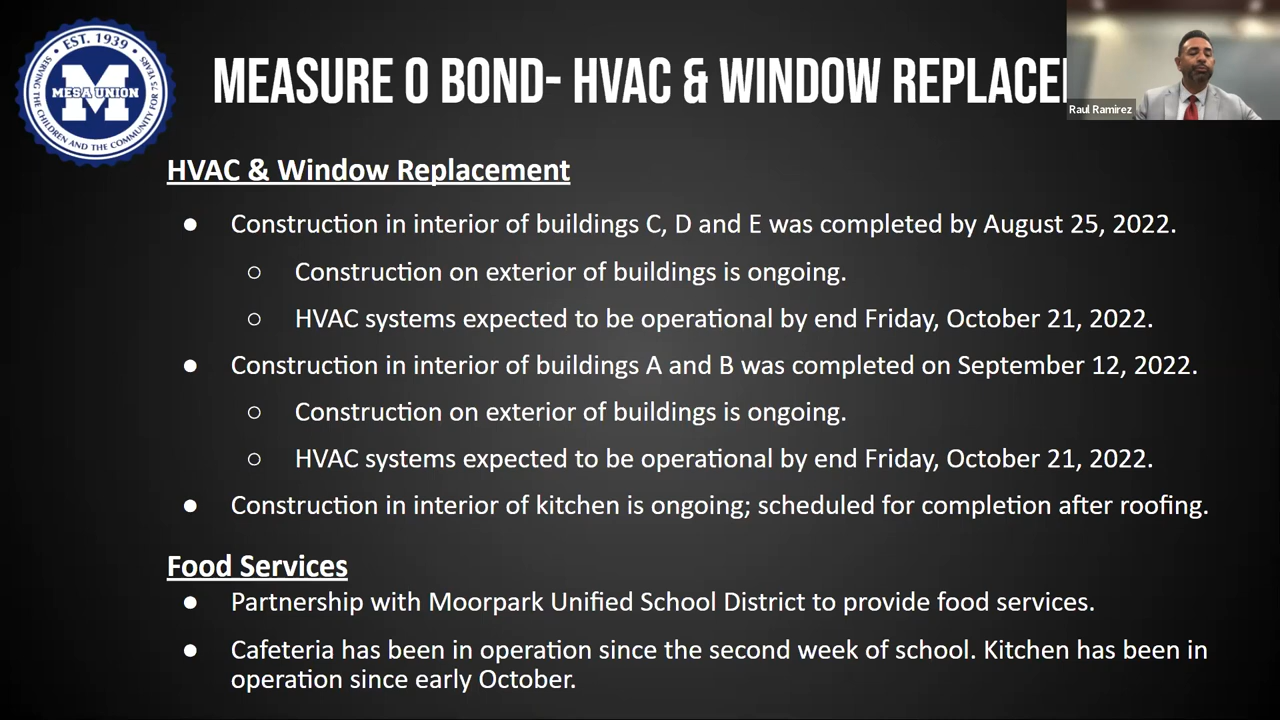 EST. 1939
MESA UNION
M
SERVING THE CHILDREN AND THE COMMUNITY FOR 75 YEARS
MEASURE O BOND- HVAC & WINDOW REPLACE
Raul Ramirez
HVAC & Window Replacement
● Construction in interior of buildings C, D and E was completed by August 25, 2022.
○ Construction on exterior of buildings is ongoing.
○ HVAC systems expected to be operational by end Friday, October 21, 2022.
● Construction in interior of buildings A and B was completed on September 12, 2022.
○ Construction on exterior of buildings is ongoing.
○ HVAC systems expected to be operational by end Friday, October 21, 2022.
● Construction in interior of kitchen is ongoing; scheduled for completion after roofing.
Food Services
● Partnership with Moorpark Unified School District to provide food services.
● Cafeteria has been in operation since the second week of school. Kitchen has been in
operation since early October.